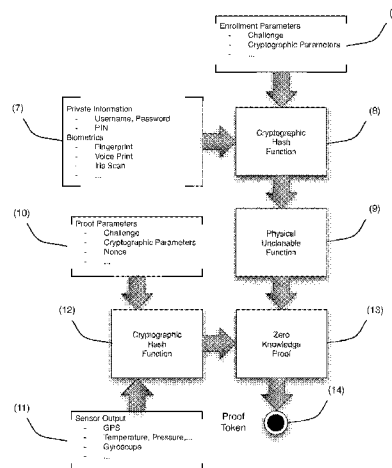 (
Enrollment Parameters
- Challenge
- Cryptographic Parameters
- ...
(7)
Private Information
- Username, Password
- PIN
Biometrics
- Fingerprint
- Voice Print
- Iris Scan
- ...
(8)
Cryptographic
Hash
Function
(10)
Proof Parameters
- Challenge
- Cryptographic Parameters
- Nonce
- ...
(9)
Physical
Unclonable
Function
(12)
Cryptographic
Hash
Function
(13)
Zero
Knowledge
Proof
(11)
Sensor Output
- GPS
- Temperature, Pressure,...
- Gyroscope
- ...
(14)
Proof
Token